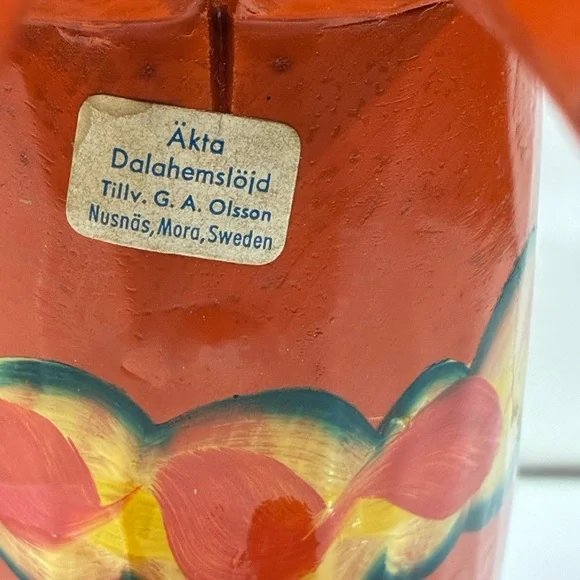 Äkta
Dalahemslöjd
Tillv. G. A. Olsson
Nusnäs, Mora, Sweden